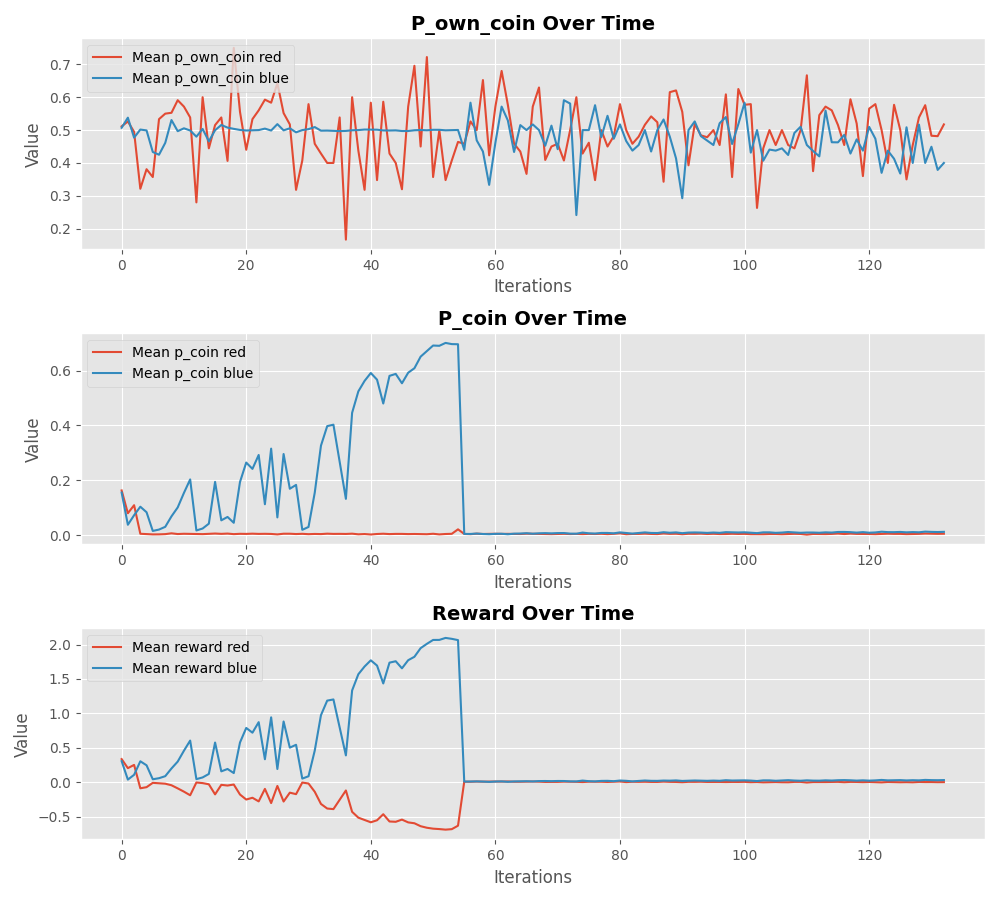 P_own_coin Over Time
Mean p_own_coin red
Mean p_own_coin blue
Value
0.7
0.6
0.5
0.4
0.3
0.2
0 20 40 60 80 100 120
Iterations
P_coin Over Time
Mean p_coin red
Mean p_coin blue
Value
0.6
0.4
0.2
0.0
0 20 40 60 80 100 120
Iterations
Reward Over Time
Mean reward red
Mean reward blue
Value
2.0
1.5
1.0
0.5
0.0
−0.5
0 20 40 60 80 100 120
Iterations